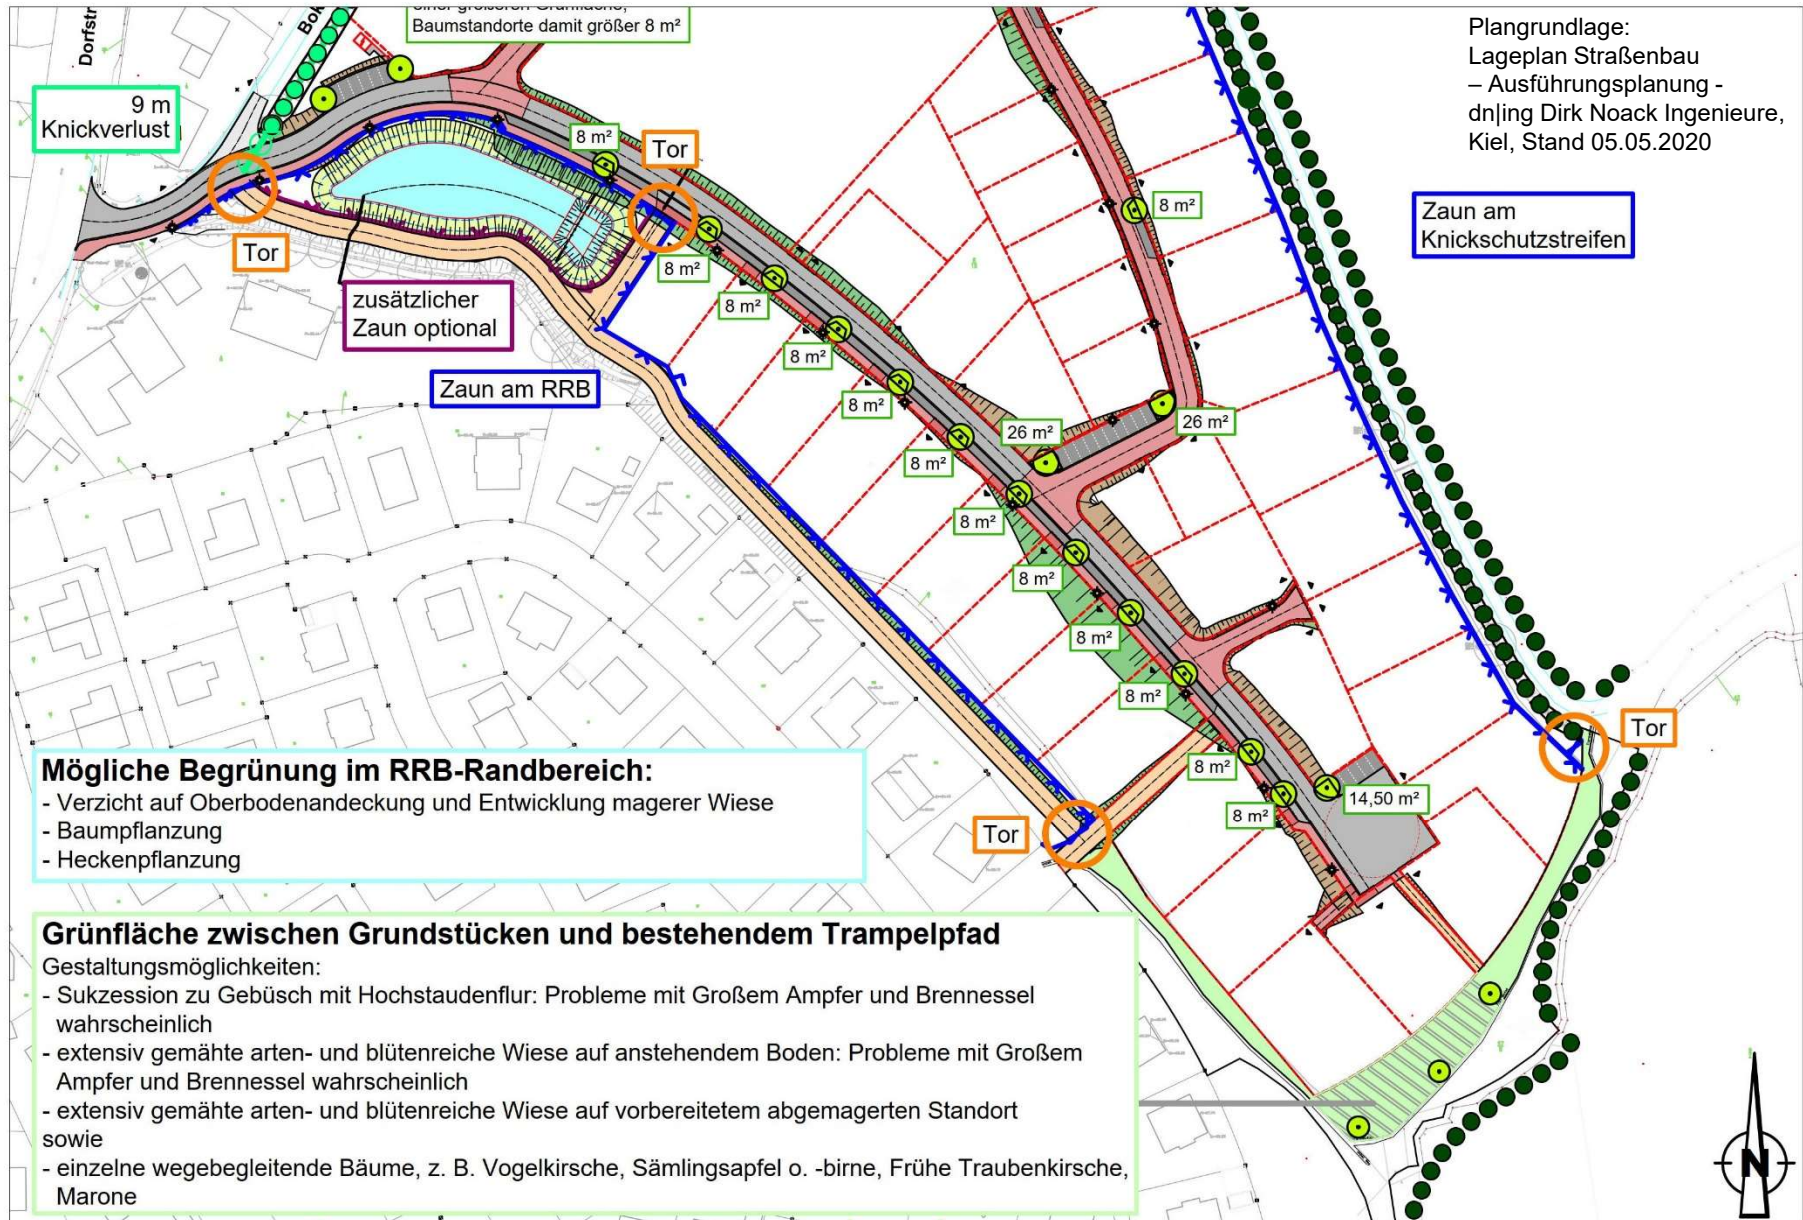 einer größeren Grünfläche,
Baumstandorte damit größer 8 m²
Plangrundlage:
Lageplan Straßenbau
– Ausführungsplanung -
dn|ing Dirk Noack Ingenieure,
Kiel, Stand 05.05.2020
Dorfstr
Bok
9 m
Knickverlust
8 m²
Tor
8 m²
Zaun am
Knickschutzstreifen
Tor
8 m²
8 m²
zusätzlicher
Zaun optional
8 m²
Zaun am RRB
8 m²
26 m²
26 m²
8 m²
8 m²
8 m²
8 m²
8 m²
Tor
8 m²
14,50 m²
8 m²
Tor
Mögliche Begrünung im RRB-Randbereich:
- Verzicht auf Oberbodenandeckung und Entwicklung magerer Wiese
- Baumpflanzung
- Heckenpflanzung
Grünfläche zwischen Grundstücken und bestehendem Trampelpfad
Gestaltungsmöglichkeiten:
- Sukzession zu Gebüsch mit Hochstaudenflur: Probleme mit Großem Ampfer und Brennessel
wahrscheinlich
- extensiv gemähte arten- und blütenreiche Wiese auf anstehendem Boden: Probleme mit Großem
Ampfer und Brennessel wahrscheinlich
- extensiv gemähte arten- und blütenreiche Wiese auf vorbereitetem abgemagerten Standort
sowie
- einzelne wegebegleitende Bäume, z. B. Vogelkirsche, Sämlingsapfel o. -birne, Frühe Traubenkirsche,
Marone
N